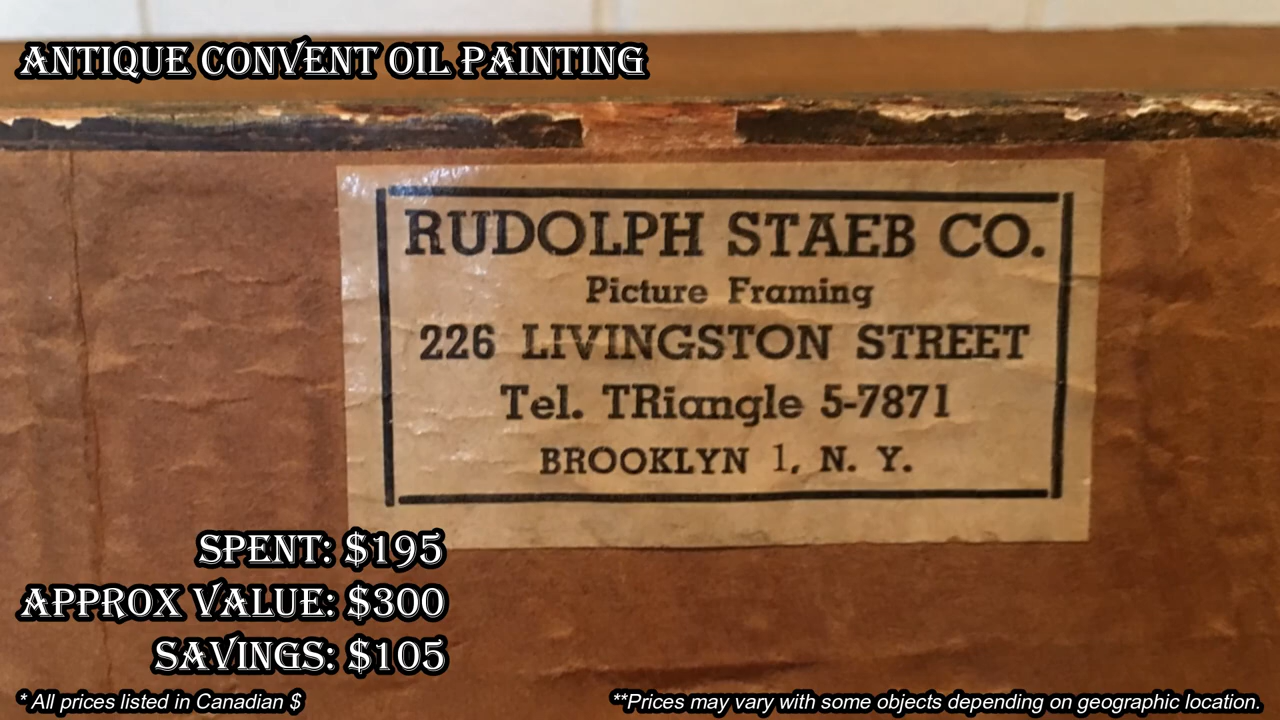 ANTIQUE CONVENT OIL PAINTING
RUDOLPH STAEB CO.
Picture Framing
226 LIVINGSTON STREET
Tel. TRiangle 5-7871
BROOKLYN 1, N. Y.
SPENT: $195
APPROX VALUE: $300
SAVINGS: $105
* All prices listed in Canadian $
**Prices may vary with some objects depending on geographic location.